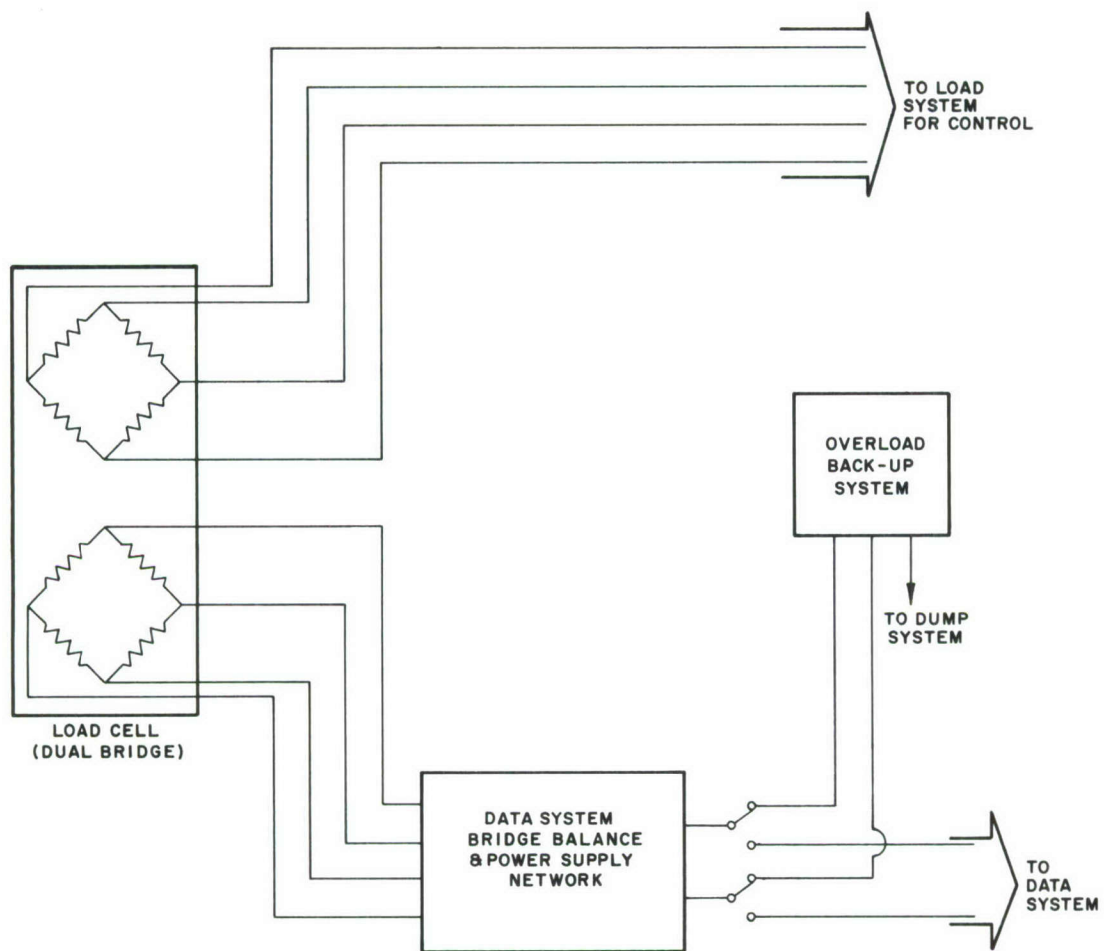 TO LOAD
SYSTEM
FOR CONTROL
OVERLOAD
BACK-UP
SYSTEM
TO DUMP
SYSTEM
LOAD CELL
(DUAL BRIDGE)
DATA SYSTEM
BRIDGE BALANCE
& POWER SUPPLY
NETWORK
TO
DATA
SYSTEM